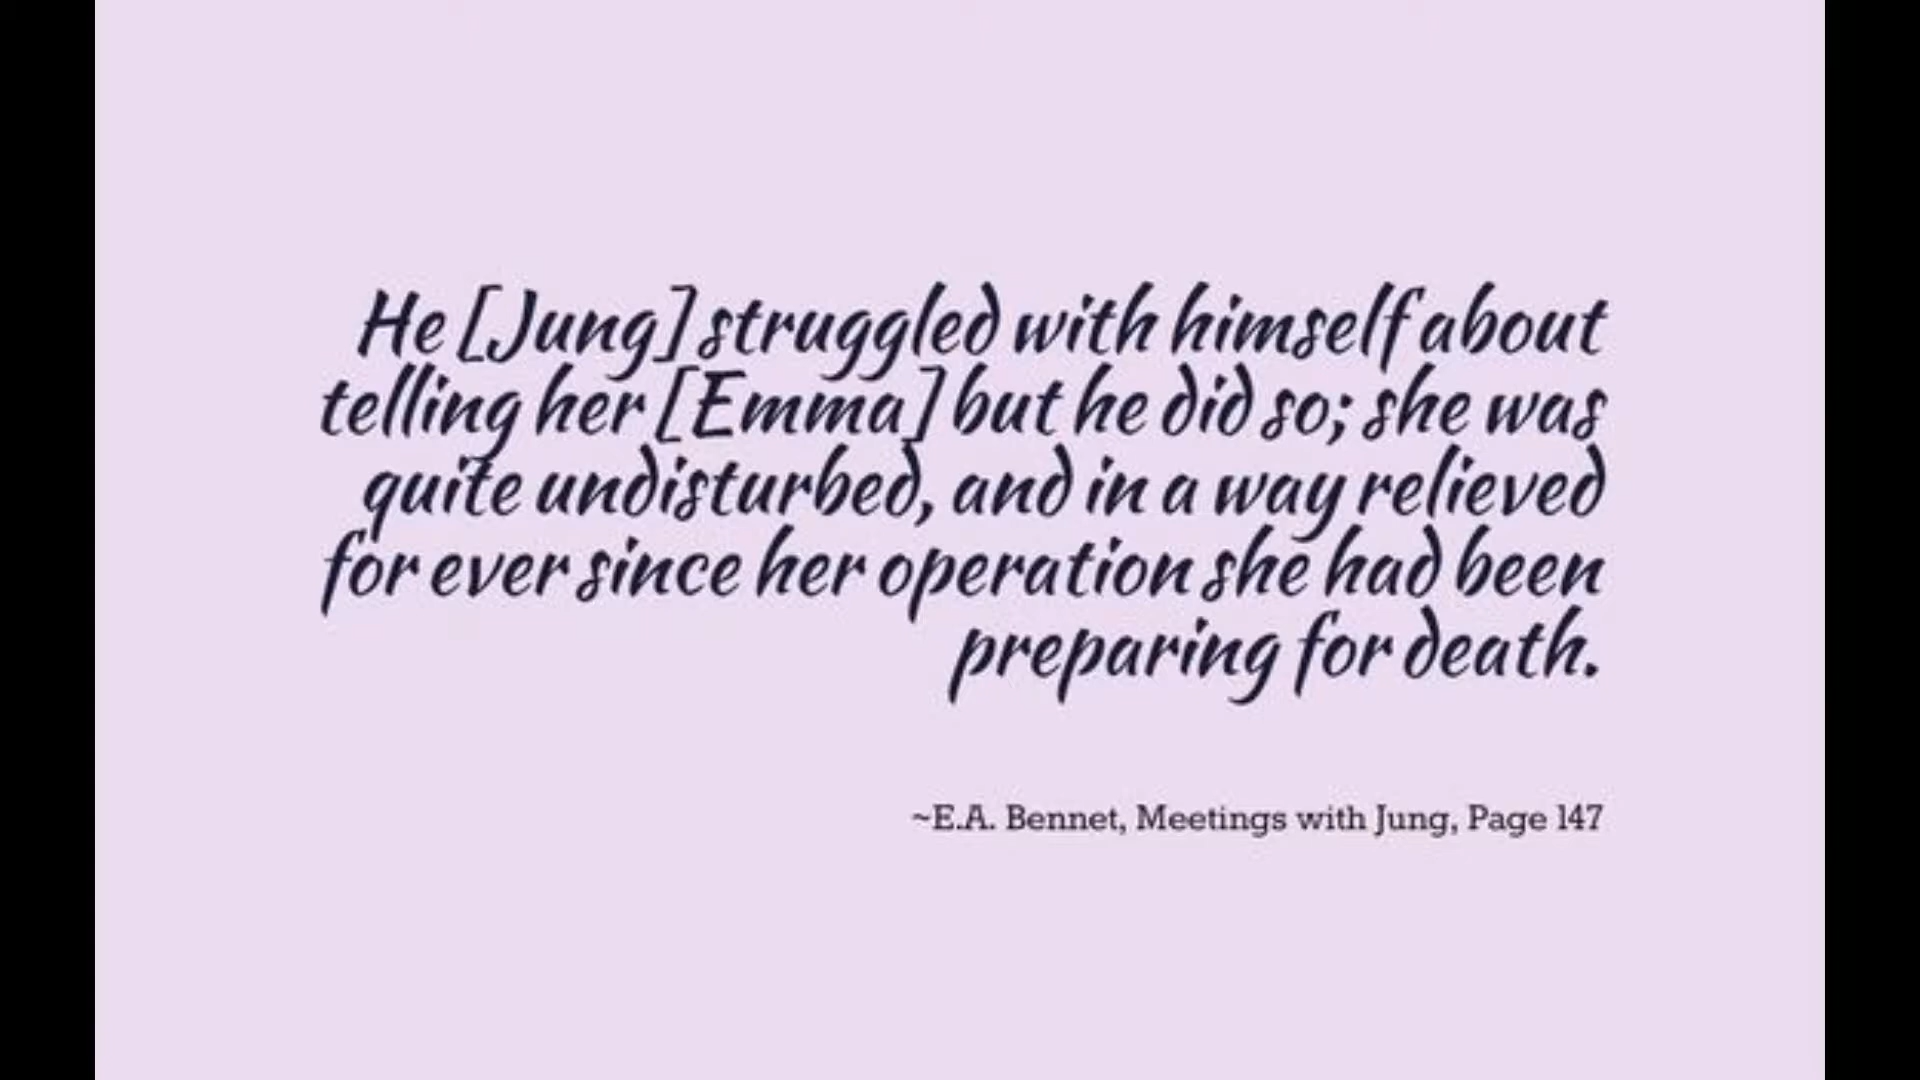 He [Jung] struggled with himself about
telling her [Emma] but he did so; she was
quite undisturbed, and in a way relieved
for ever since her operation she had been
preparing for death.
~E.A. Bennet, Meetings with Jung, Page 147